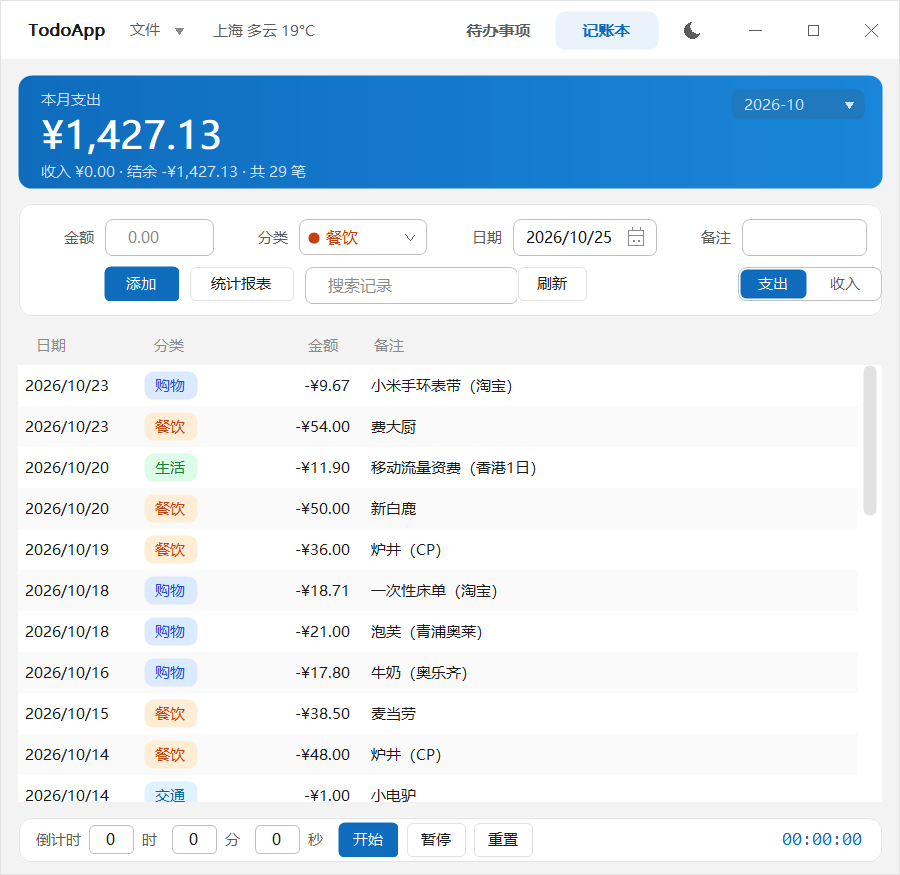 TodoApp 文件 上海 多云 19°C 待办事项 记账本
本月支出 2026-10
¥1,427.13
收入 ¥0.00 · 结余 -¥1,427.13 · 共 29 笔
金额 0.00 分类 餐饮 日期 2026/10/25 备注
添加 统计报表 搜索记录 刷新 支出 收入
日期 分类 金额 备注
2026/10/23 购物 -¥9.67 小米手环表带（淘宝）
2026/10/23 餐饮 -¥54.00 费大厨
2026/10/20 生活 -¥11.90 移动流量资费（香港1日）
2026/10/20 餐饮 -¥50.00 新白鹿
2026/10/19 餐饮 -¥36.00 炉井（CP）
2026/10/18 购物 -¥18.71 一次性床单（淘宝）
2026/10/18 购物 -¥21.00 泡芙（青浦奥莱）
2026/10/16 购物 -¥17.80 牛奶（奥乐齐）
2026/10/15 餐饮 -¥38.50 麦当劳
2026/10/14 餐饮 -¥48.00 炉井（CP）
2026/10/14 交通 -¥1.00 小电驴
倒计时 0 时 0 分 0 秒 开始 暂停 重置 00:00:00